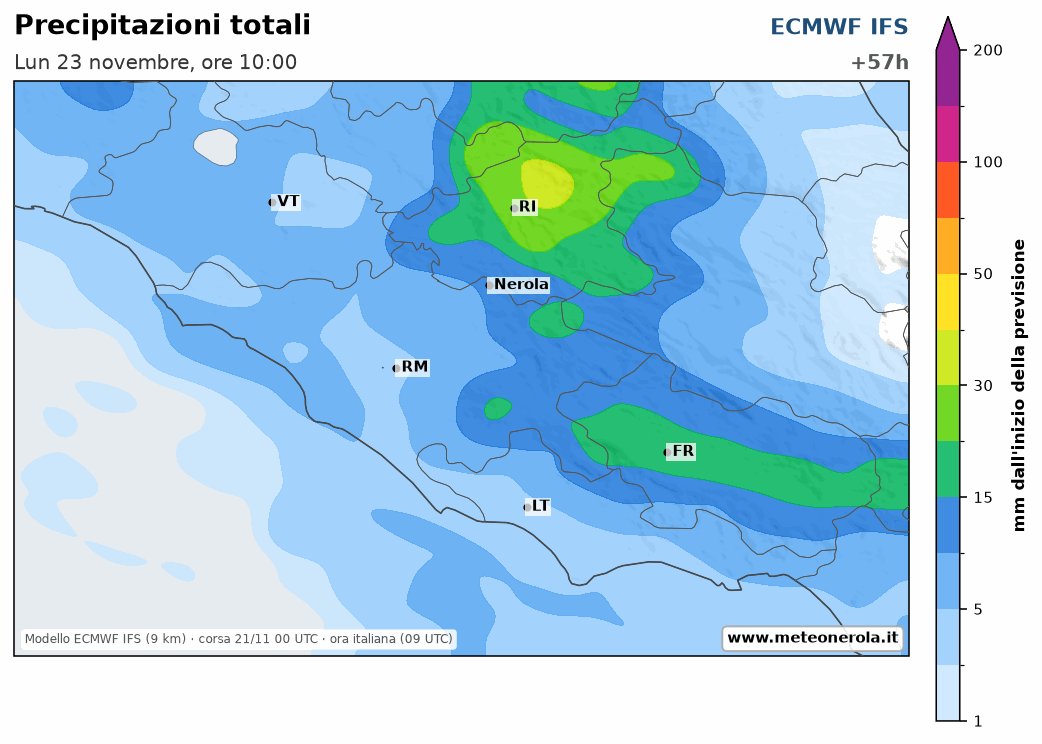 Precipitazioni totali
ECMWF IFS
Lun 23 novembre, ore 10:00
+57h
VT
RI
Nerola
RM
FR
LT
200
100
50
30
15
5
1
mm dall'inizio della previsione
Modello ECMWF IFS (9 km) · corsa 21/11 00 UTC · ora italiana (09 UTC)
www.meteonerola.it